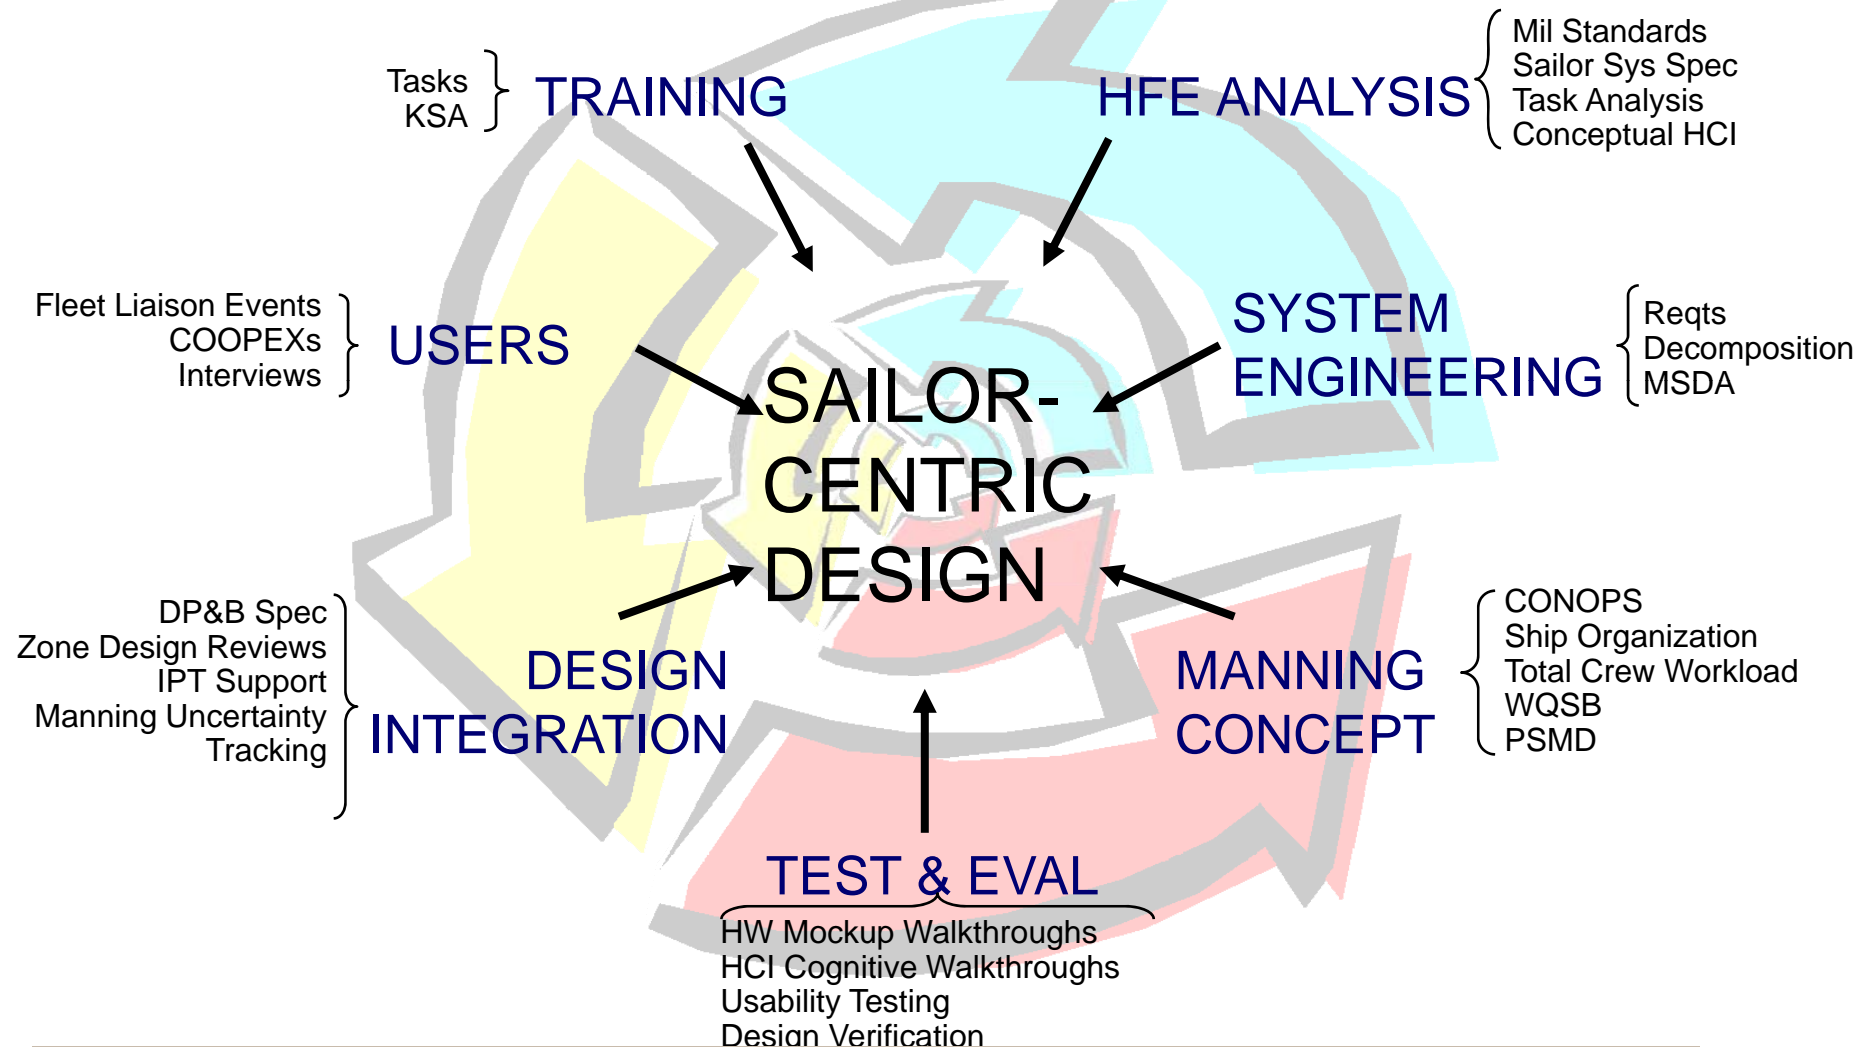 Tasks
KSA
TRAINING
HFE ANALYSIS
Mil Standards
Sailor Sys Spec
Task Analysis
Conceptual HCI
Fleet Liaison Events
COOPEXs
Interviews
USERS
SYSTEM
ENGINEERING
Reqts
Decomposition
MSDA
SAILOR-
CENTRIC
DESIGN
DP&B Spec
Zone Design Reviews
IPT Support
Manning Uncertainty
Tracking
DESIGN
INTEGRATION
MANNING
CONCEPT
CONOPS
Ship Organization
Total Crew Workload
WQSB
PSMD
TEST & EVAL
HW Mockup Walkthroughs
HCI Cognitive Walkthroughs
Usability Testing
Design Verification